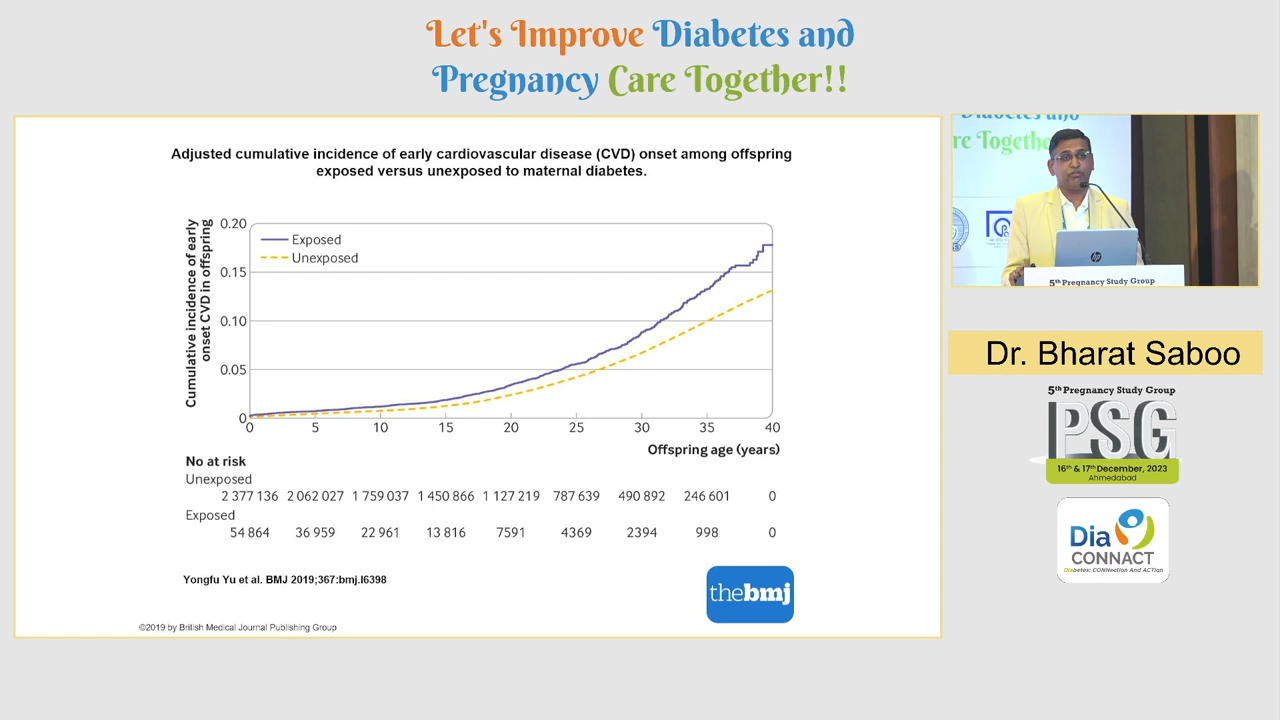 Let's Improve Diabetes and
Pregnancy Care Together!!
Adjusted cumulative incidence of early cardiovascular disease (CVD) onset among offspring
exposed versus unexposed to maternal diabetes.
Cumulative incidence of early
onset CVD in offspring
0.20
0.15
0.10
0.05
0
Exposed
Unexposed
0 5 10 15 20 25 30 35 40
Offspring age (years)
No at risk
Unexposed
2 377 136 2 062 027 1 759 037 1 450 866 1 127 219 787 639 490 892 246 601 0
Exposed
54 864 36 959 22 961 13 816 7591 4369 2394 998 0
Yongfu Yu et al. BMJ 2019;367:bmj.l6398
thebmj
©2019 by British Medical Journal Publishing Group
Diabetes and
re Together
hp
5th Pregnancy Study Group
Dr. Bharat Saboo
5th Pregnancy Study Group
PSG
16th & 17th December, 2023
Ahmedabad
Dia
CONNACT
Diabetes: CONNection And ACTion